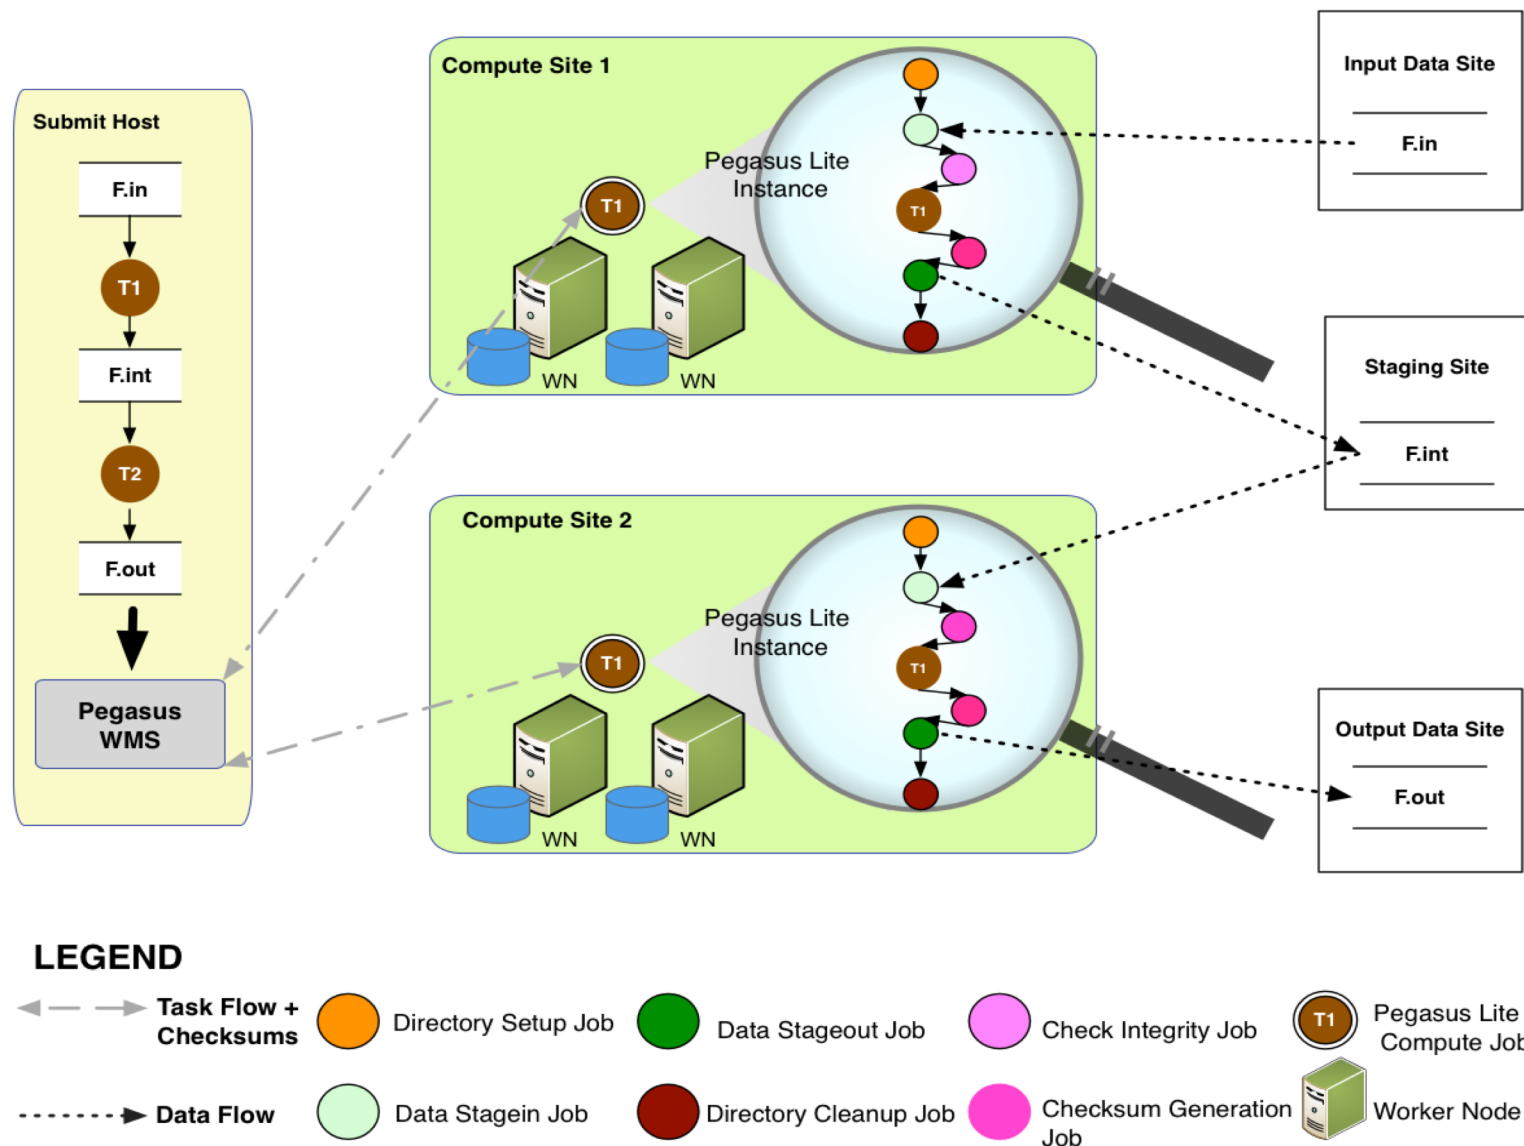 Submit Host
F.in
T1
F.int
T2
F.out
Pegasus
WMS
Compute Site 1
Pegasus Lite
Instance
T1
T1
WN
WN
Compute Site 2
Pegasus Lite
Instance
T1
T1
WN
WN
Input Data Site
F.in
Staging Site
F.int
Output Data Site
F.out
LEGEND
Task Flow +
Checksums
Directory Setup Job
Data Stageout Job
Check Integrity Job
T1
Pegasus Lite
Compute Job
Data Flow
Data Stagein Job
Directory Cleanup Job
Checksum Generation
Job
Worker Node